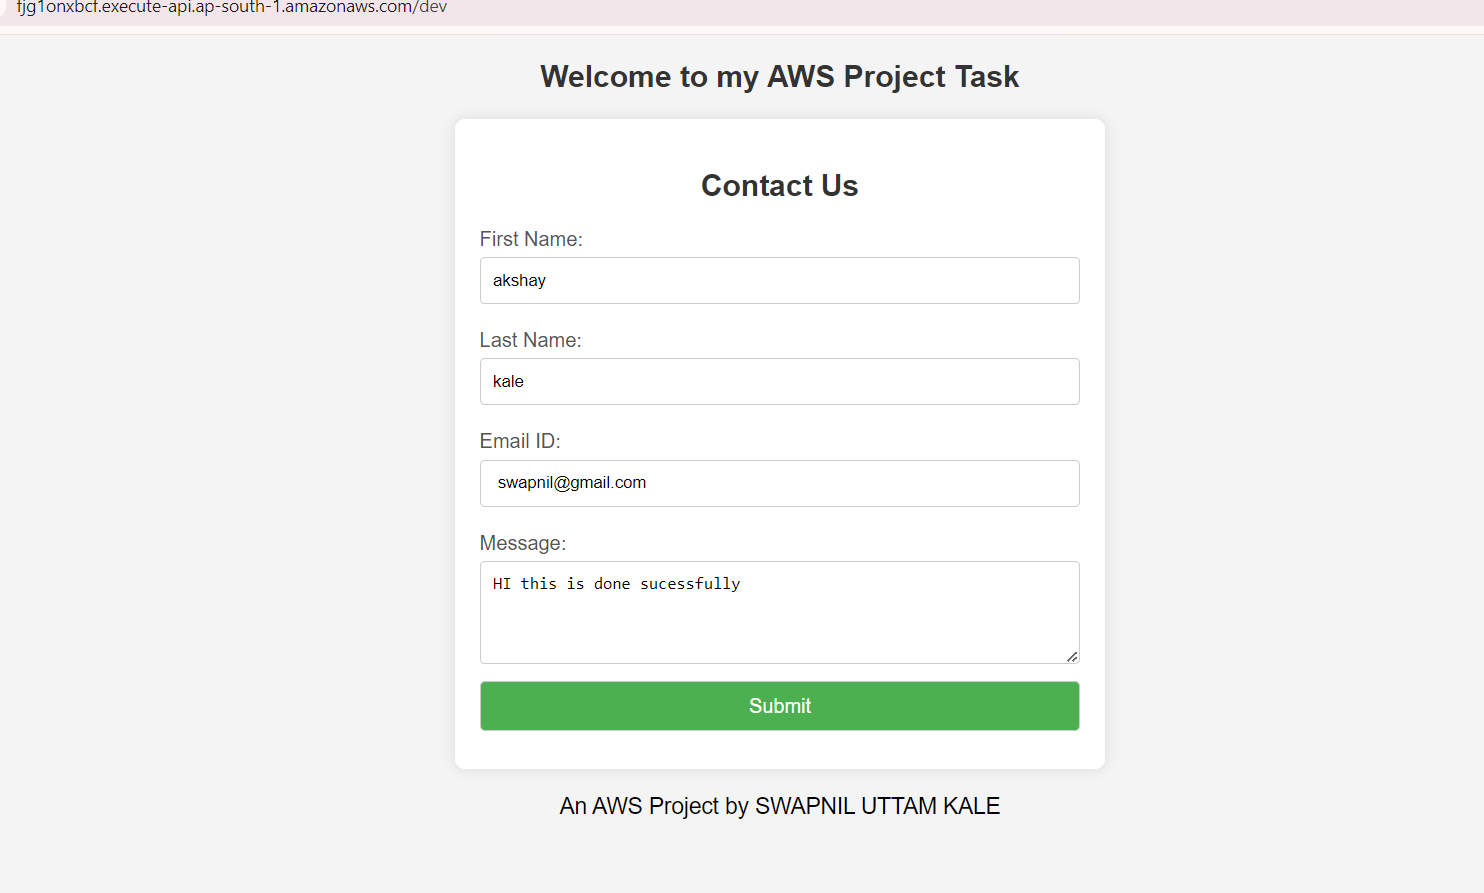 fjg1onxbcf.execute-api.ap-south-1.amazonaws.com/dev
Welcome to my AWS Project Task
Contact Us
First Name:
akshay
Last Name:
kale
Email ID:
swapnil@gmail.com
Message:
HI this is done sucessfully
Submit
An AWS Project by SWAPNIL UTTAM KALE